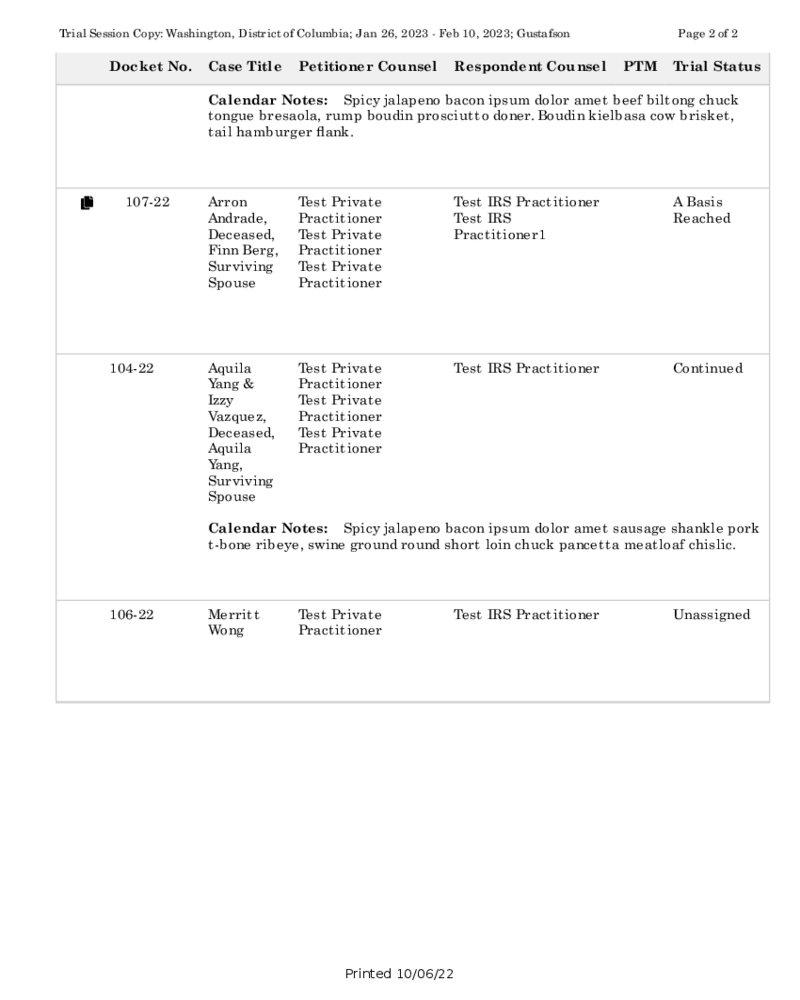 Trial Session Copy: Washington, District of Columbia; Jan 26, 2023 - Feb 10, 2023; Gustafson Page 2 of 2
Docket No. Case Title Petitioner Counsel Respondent Counsel PTM Trial Status
Calendar Notes: Spicy jalapeno bacon ipsum dolor amet beef biltong chuck
tongue bresaola, rump boudin prosciutto doner. Boudin kielbasa cow brisket,
tail hamburger flank.
107-22 Arron Test Private Test IRS Practitioner A Basis
Andrade, Practitioner Test IRS Reached
Deceased, Test Private Practitioner1
Finn Berg, Practitioner
Surviving Test Private
Spouse Practitioner
104-22 Aquila Test Private Test IRS Practitioner Continued
Yang & Practitioner
Izzy Test Private
Vazquez, Practitioner
Deceased, Test Private
Aquila Practitioner
Yang,
Surviving
Spouse
Calendar Notes: Spicy jalapeno bacon ipsum dolor amet sausage shankle pork
t-bone ribeye, swine ground round short loin chuck pancetta meatloaf chislic.
106-22 Merritt Test Private Test IRS Practitioner Unassigned
Wong Practitioner
Printed 10/06/22